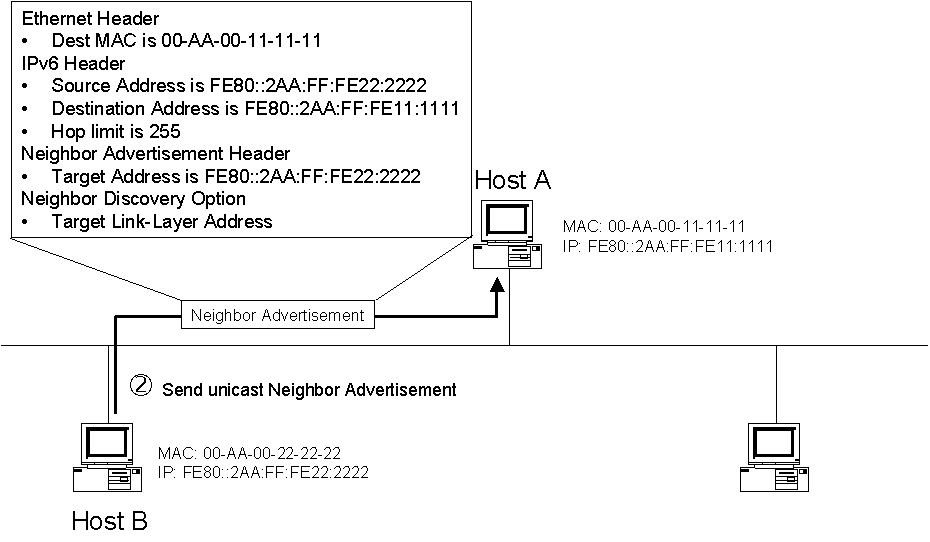 Ethernet Header
• Dest MAC is 00-AA-00-11-11-11
IPv6 Header
• Source Address is FE80::2AA:FF:FE22:2222
• Destination Address is FE80::2AA:FF:FE11:1111
• Hop limit is 255
Neighbor Advertisement Header
• Target Address is FE80::2AA:FF:FE22:2222
Neighbor Discovery Option
• Target Link-Layer Address
Host A
MAC: 00-AA-00-11-11-11
IP: FE80::2AA:FF:FE11:1111
Neighbor Advertisement
② Send unicast Neighbor Advertisement
MAC: 00-AA-00-22-22-22
IP: FE80::2AA:FF:FE22:2222
Host B